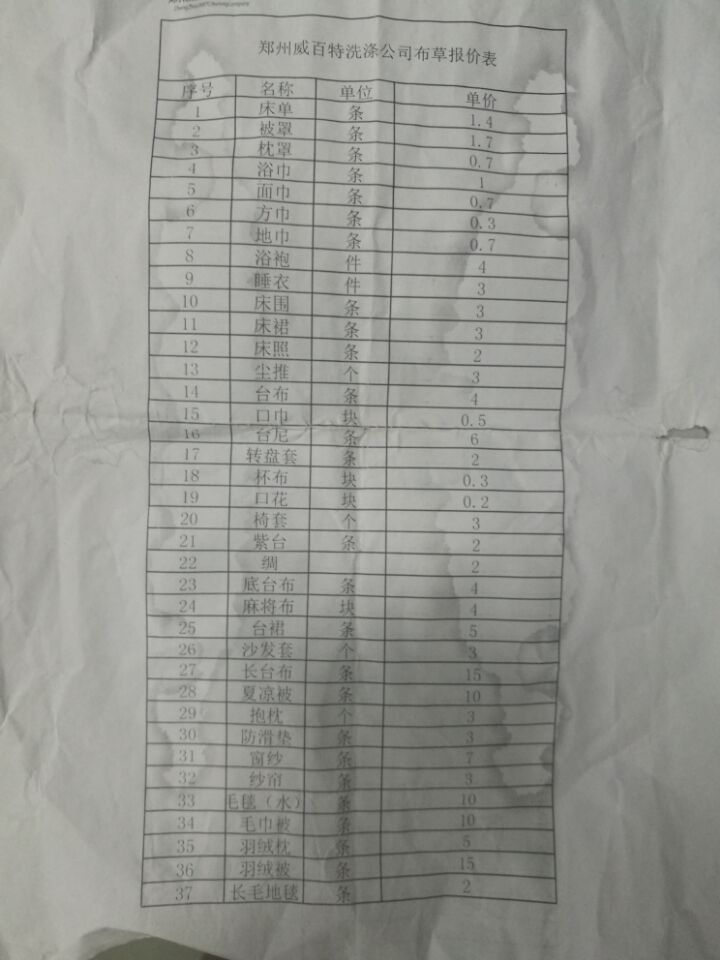 郑州威百特洗涤公司布草报价表
序号 名称 单位 单价
1 床单 条 1.4
2 被罩 条 1.7
3 枕罩 条 0.7
4 浴巾 条 1
5 面巾 条 0.7
6 方巾 条 0.3
7 地巾 条 0.7
8 浴袍 件 4
9 睡衣 件 3
10 床围 条 3
11 床裙 条 3
12 床照 条 2
13 尘推 个 3
14 台布 条 4
15 口巾 块 0.5
16 台尼 条 6
17 转盘套 条 2
18 杯布 块 0.3
19 口花 块 0.2
20 椅套 个 3
21 紫台 条 2
22 绸 2
23 底台布 条 4
24 麻将布 块 4
25 台裙 条 5
26 沙发套 个 3
27 长台布 条 15
28 夏凉被 条 10
29 抱枕 个 3
30 防滑垫 条 3
31 窗纱 条 7
32 纱帘 条 3
33 毛毯（水） 条 10
34 毛巾被 条 10
35 羽绒枕 条 5
36 羽绒被 条 15
37 长毛地毯 条 2